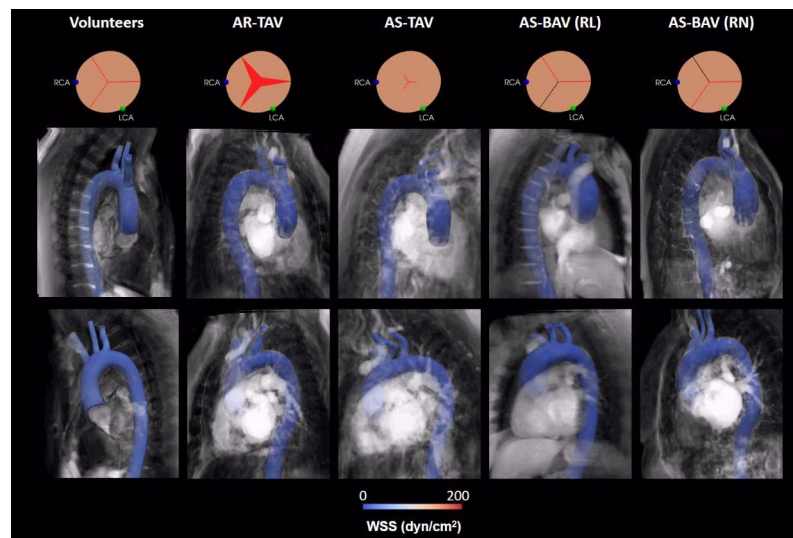 Volunteers AR-TAV AS-TAV AS-BAV (RL) AS-BAV (RN)
RCA RCA RCA RCA RCA
LCA LCA LCA LCA LCA
0 200
WSS (dyn/cm²)